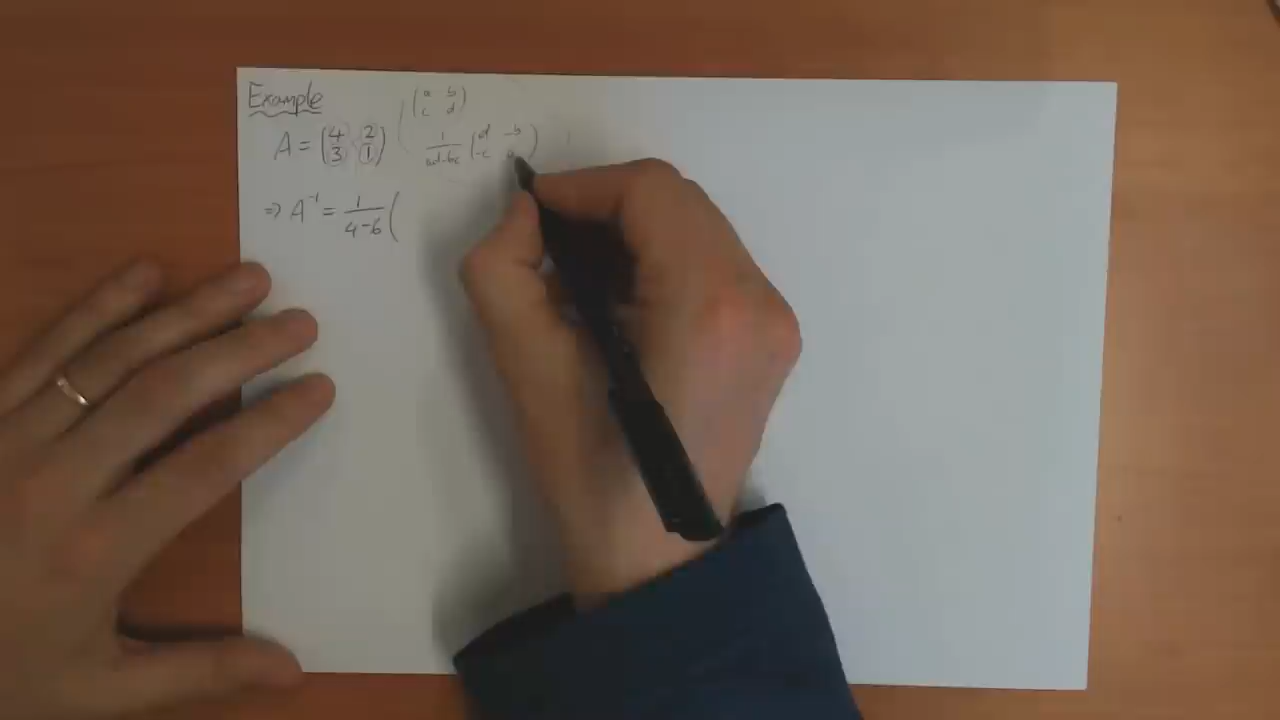 Example
(a b
c d)
A = (4 2
3 1)
1/(ad-bc) (d -b
-c a)
⇒ A⁻¹ = 1/(4-6) (